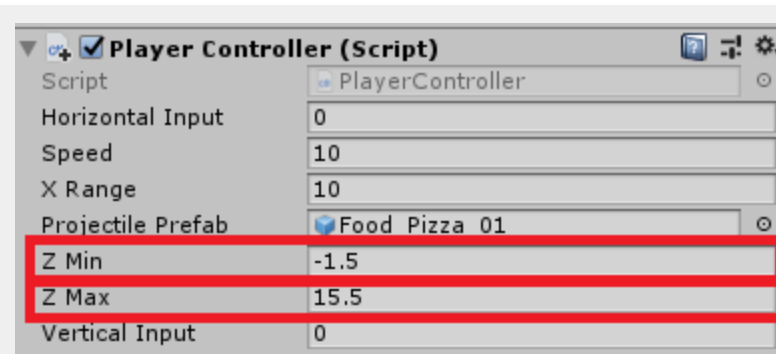 Player Controller (Script)
Script PlayerController
Horizontal Input 0
Speed 10
X Range 10
Projectile Prefab Food_Pizza_01
Z Min -1.5
Z Max 15.5
Vertical Input 0